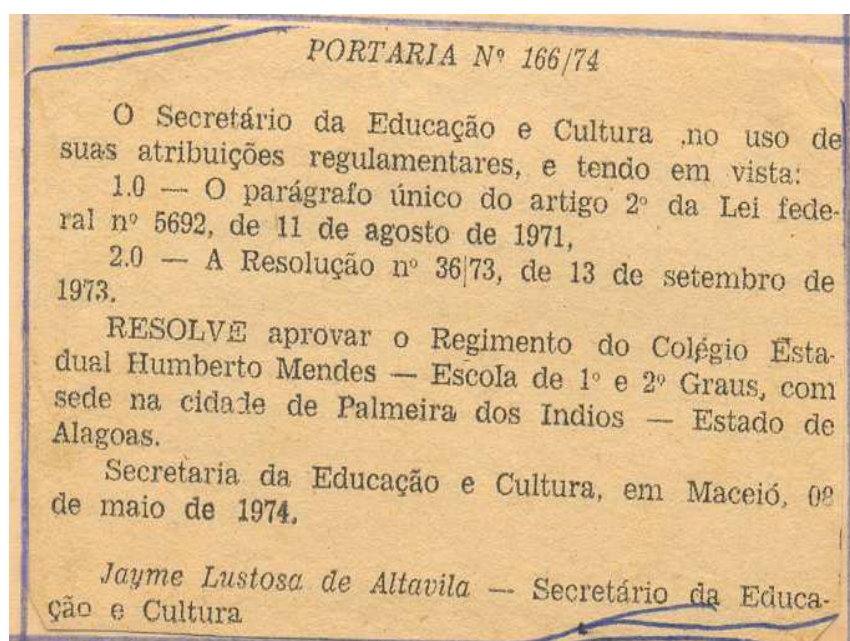 PORTARIA Nº 166/74
O Secretário da Educação e Cultura ,no uso de
suas atribuições regulamentares, e tendo em vista:
1.0 — O parágrafo único do artigo 2º da Lei fede-
ral nº 5692, de 11 de agosto de 1971,
2.0 — A Resolução nº 36|73, de 13 de setembro de
1973.
RESOLVE aprovar o Regimento do Colégio Esta-
dual Humberto Mendes — Escola de 1º e 2º Graus, com
sede na cidade de Palmeira dos Indios — Estado de
Alagoas.
Secretaria da Educação e Cultura, em Maceió, 08
de maio de 1974.
Jayme Lustosa de Altavila — Secretário da Educa-
ção e Cultura